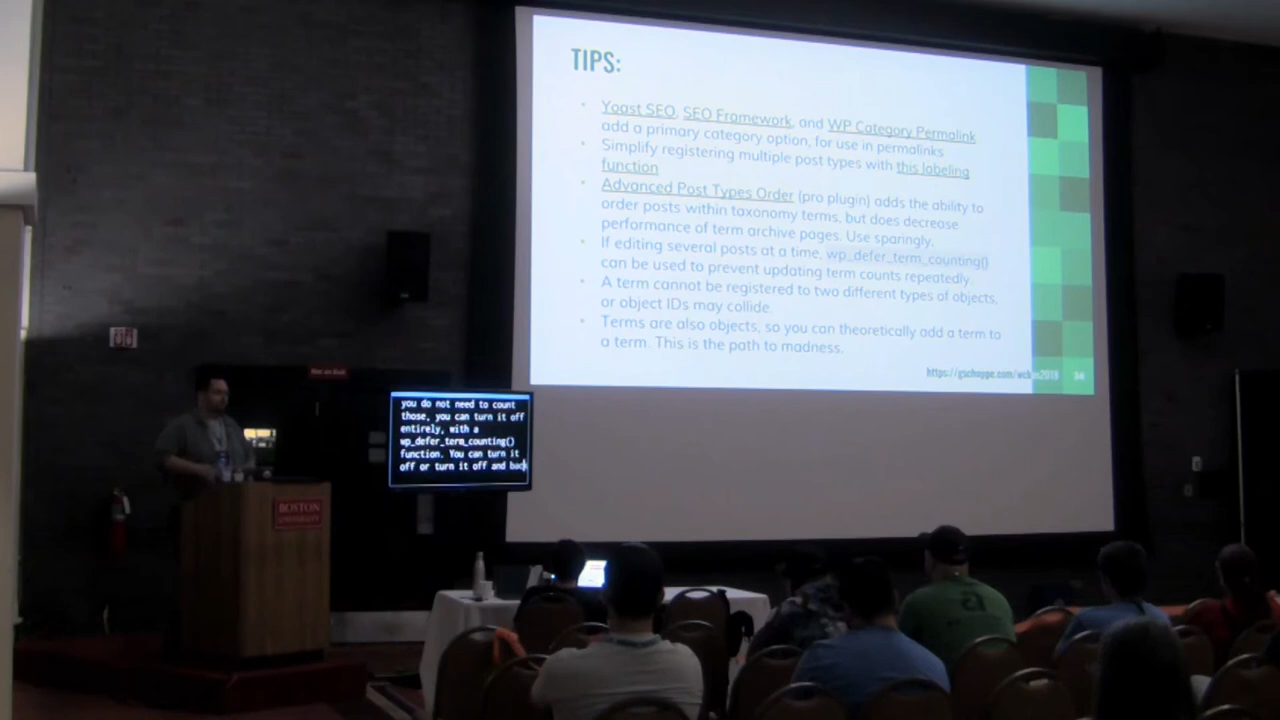 TIPS:
Yoast SEO, SEO Framework, and WP Category Permalink
add a primary category option, for use in permalinks
Simplify registering multiple post types with this labeling
function
Advanced Post Types Order (pro plugin) adds the ability to
order posts within taxonomy terms, but does decrease
performance of term archive pages. Use sparingly.
If editing several posts at a time, wp_defer_term_counting()
can be used to prevent updating term counts repeatedly
A term cannot be registered to two different types of objects,
or object IDs may collide.
Terms are also objects, so you can theoretically add a term to
a term. This is the path to madness.
34
you do not need to count
those, you can turn it off
entirely, with a
wp_defer_term_counting()
function. You can turn it
off or turn it off and back
BOSTON
UNIVERSITY